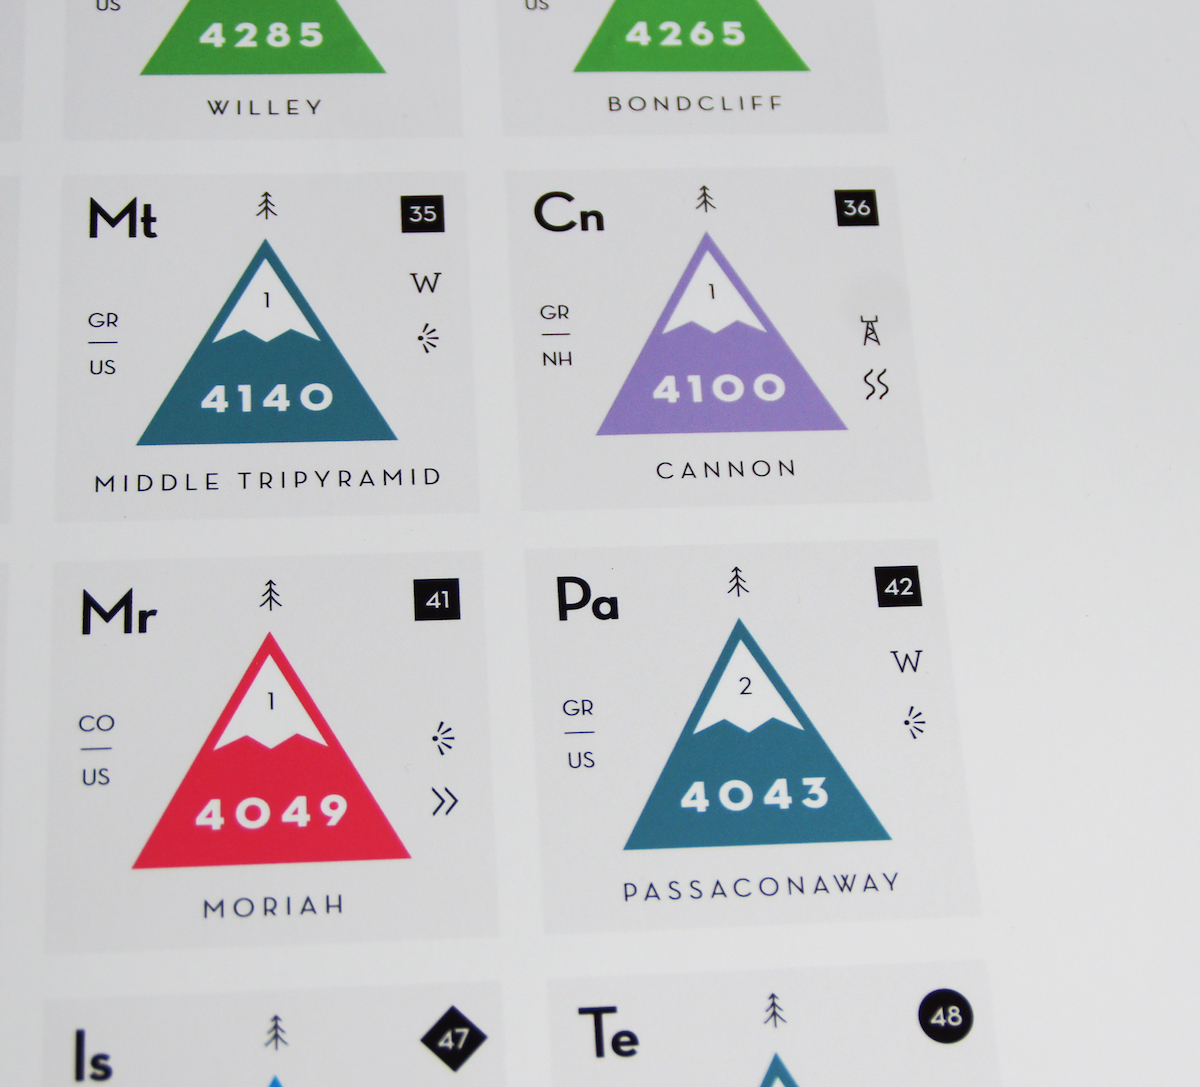 US
4285
WILLEY
US
4265
BONDCLIFF
Mt
35
W
1
GR
US
4140
MIDDLE TRIPYRAMID
Cn
36
1
GR
NH
4100
CANNON
Mr
41
1
CO
US
4049
MORIAH
Pa
42
W
2
GR
US
4043
PASSACONAWAY
Is
47
Te
48